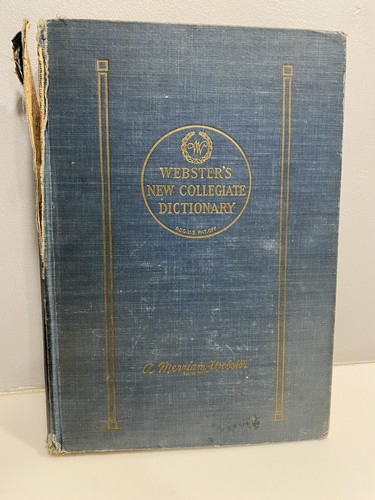 W
WEBSTER'S
NEW COLLEGIATE
DICTIONARY
REG. U.S. PAT. OFF.
A Merriam-Webster